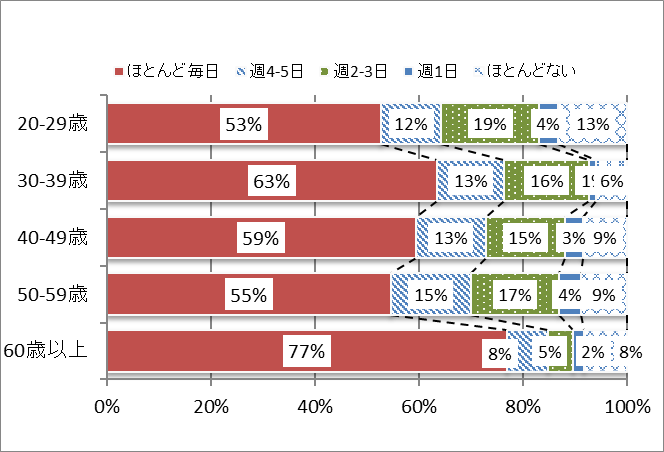 ほとんど毎日 週4-5日 週2-3日 週1日 ほとんどない
20-29歳 53% 12% 19% 4% 13%
30-39歳 63% 13% 16% 1% 6%
40-49歳 59% 13% 15% 3% 9%
50-59歳 55% 15% 17% 4% 9%
60歳以上 77% 8% 5% 2% 8%
0% 20% 40% 60% 80% 100%